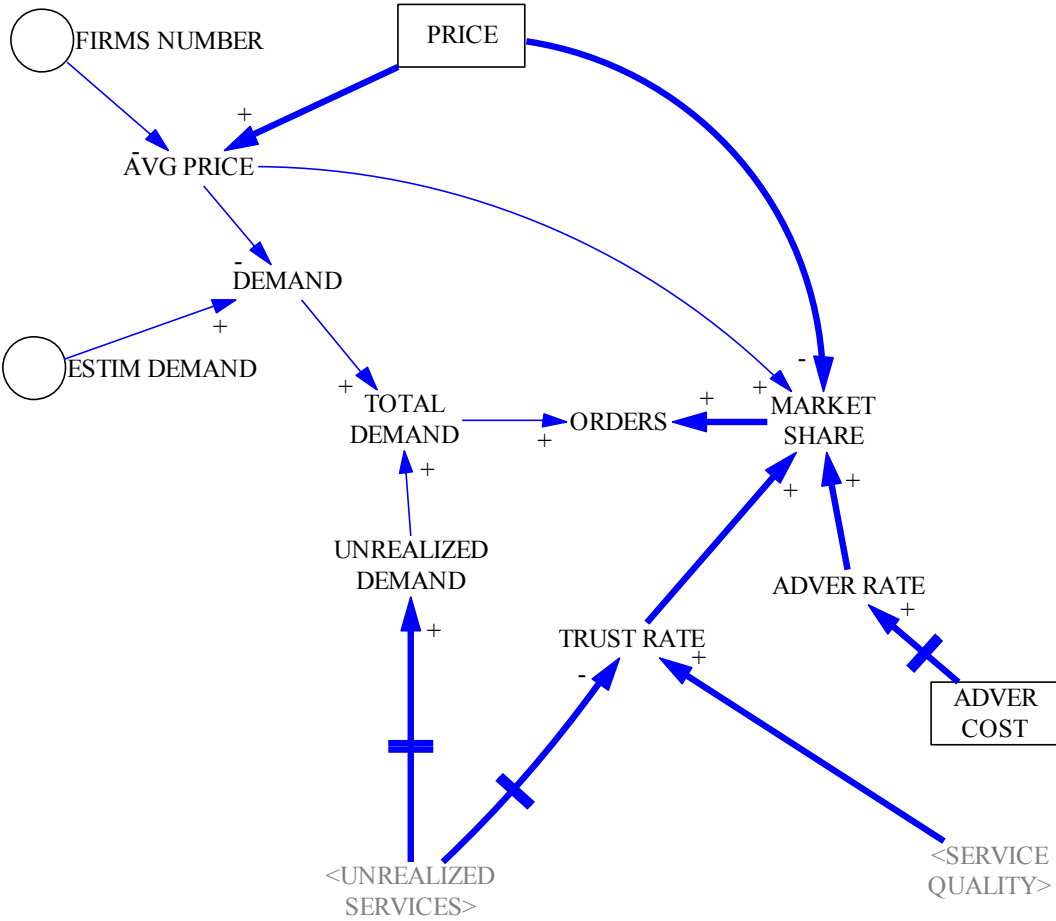 FIRMS NUMBER
PRICE
+
-
AVG PRICE
-
DEMAND
+
ESTIM DEMAND
-
+
+
TOTAL
DEMAND
+
ORDERS
+
MARKET
SHARE
+
+
+
UNREALIZED
DEMAND
ADVER RATE
+
+
TRUST RATE
+
-
ADVER
COST
<UNREALIZED
SERVICES>
<SERVICE
QUALITY>